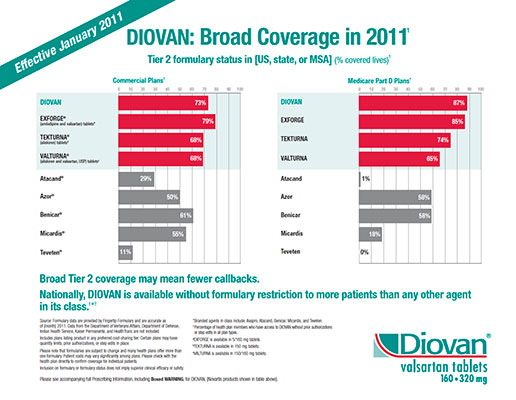 Effective January 2011
DIOVAN: Broad Coverage in 2011¹
Tier 2 formulary status in [US, state, or MSA] (% covered lives)
Commercial Plans
0 10 20 30 40 50 60 70 80 90 100
DIOVAN 73%
EXFORGE® 79%
(amlodipine and valsartan) tablets
TEKTURNA® 68%
(aliskiren) tablets
VALTURNA® 68%
(aliskiren and valsartan, USP) tablets
Atacand® 29%
Azor® 50%
Benicar® 61%
Micardis® 55%
Teveten® 11%
Medicare Part D Plans
0 10 20 30 40 50 60 70 80 90 100
DIOVAN 87%
EXFORGE 85%
TEKTURNA 74%
VALTURNA 65%
Atacand 1%
Azor 58%
Benicar 58%
Micardis 18%
Teveten 0%
Broad Tier 2 coverage may mean fewer callbacks.
Nationally, DIOVAN is available without formulary restriction to more patients than any other agent
in its class.
Source: Formulary data are provided by Fingertip Formulary and are accurate as
of [month] 2011. Data from the Department of Veterans Affairs, Department of Defense,
Indian Health Service, Kaiser Permanente, and HealthTrans are not included.
Includes plans listing product in any preferred cost sharing tier. Certain plans may have
quantity limits, prior authorizations, or step edits in place.
Please note that formularies are subject to change and many health plans offer more than
one formulary. Patient costs may vary significantly among plans. Please check with the
health plan directly to confirm coverage for individual patients.
Inclusion on formulary or formulary status does not imply superior clinical efficacy or safety.
*Branded agents in class include: Avapro, Atacand, Benicar, Micardis, and Teveten.
Percentage of health plan members who have access to DIOVAN without prior authorizations
or step edits in all plan types.
EXFORGE is available in 5/160 mg tablets.
TEKTURNA is available in 150 mg tablets.
VALTURNA is available in 150/160 mg tablets.
Please see accompanying full Prescribing Information, including Boxed WARNING, for DIOVAN, (Novartis products shown in table above).
Diovan®
valsartan tablets
160•320 mg